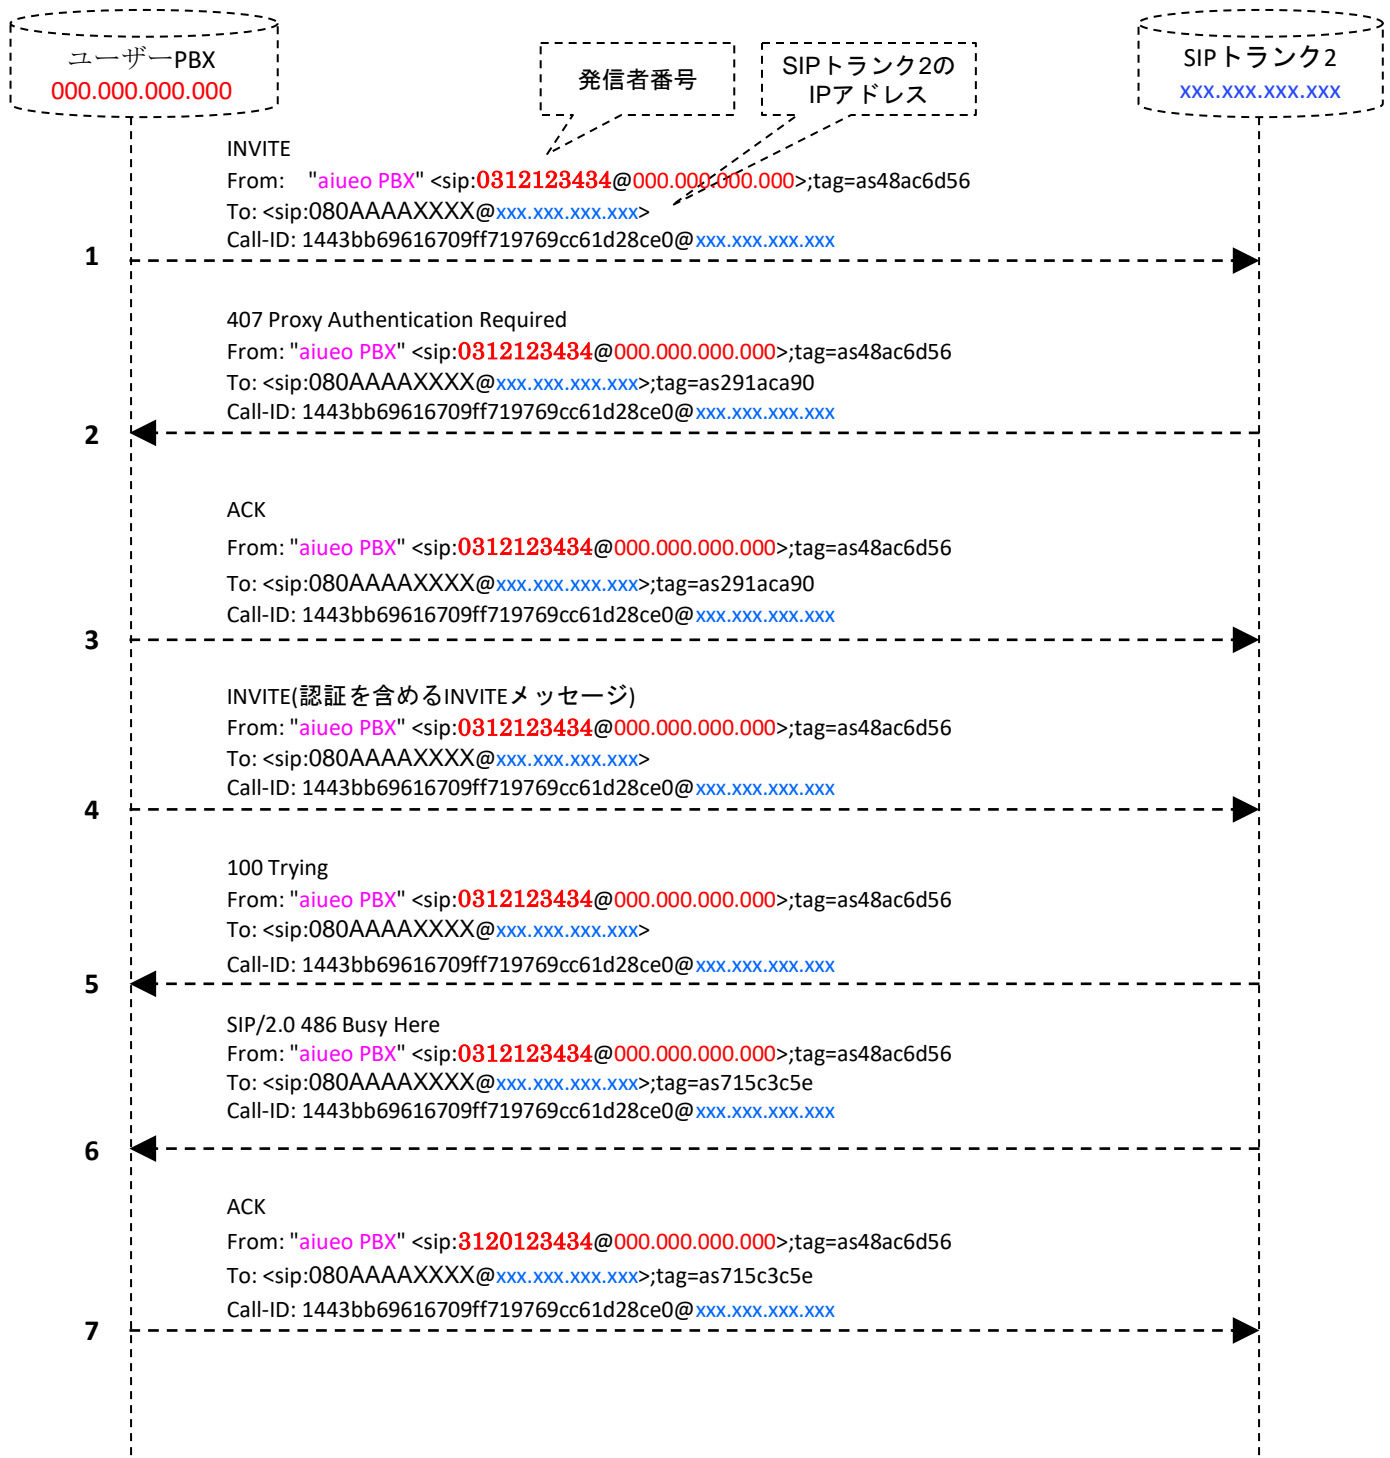 ユーザーPBX
000.000.000.000
発信者番号
SIPトランク2の
IPアドレス
SIPトランク2
xxx.xxx.xxx.xxx
INVITE
From: "aiueo PBX" <sip:0312123434@000.000.000.000>;tag=as48ac6d56
To: <sip:080AAAAXXXX@xxx.xxx.xxx.xxx>
Call-ID: 1443bb69616709ff719769cc61d28ce0@xxx.xxx.xxx.xxx
1
407 Proxy Authentication Required
From: "aiueo PBX" <sip:0312123434@000.000.000.000>;tag=as48ac6d56
To: <sip:080AAAAXXXX@xxx.xxx.xxx.xxx>;tag=as291aca90
Call-ID: 1443bb69616709ff719769cc61d28ce0@xxx.xxx.xxx.xxx
2
ACK
From: "aiueo PBX" <sip:0312123434@000.000.000.000>;tag=as48ac6d56
To: <sip:080AAAAXXXX@xxx.xxx.xxx.xxx>;tag=as291aca90
Call-ID: 1443bb69616709ff719769cc61d28ce0@xxx.xxx.xxx.xxx
3
INVITE(認証を含めるINVITEメッセージ)
From: "aiueo PBX" <sip:0312123434@000.000.000.000>;tag=as48ac6d56
To: <sip:080AAAAXXXX@xxx.xxx.xxx.xxx>
Call-ID: 1443bb69616709ff719769cc61d28ce0@xxx.xxx.xxx.xxx
4
100 Trying
From: "aiueo PBX" <sip:0312123434@000.000.000.000>;tag=as48ac6d56
To: <sip:080AAAAXXXX@xxx.xxx.xxx.xxx>
Call-ID: 1443bb69616709ff719769cc61d28ce0@xxx.xxx.xxx.xxx
5
SIP/2.0 486 Busy Here
From: "aiueo PBX" <sip:0312123434@000.000.000.000>;tag=as48ac6d56
To: <sip:080AAAAXXXX@xxx.xxx.xxx.xxx>;tag=as715c3c5e
Call-ID: 1443bb69616709ff719769cc61d28ce0@xxx.xxx.xxx.xxx
6
ACK
From: "aiueo PBX" <sip:3120123434@000.000.000.000>;tag=as48ac6d56
To: <sip:080AAAAXXXX@xxx.xxx.xxx.xxx>;tag=as715c3c5e
Call-ID: 1443bb69616709ff719769cc61d28ce0@xxx.xxx.xxx.xxx
7